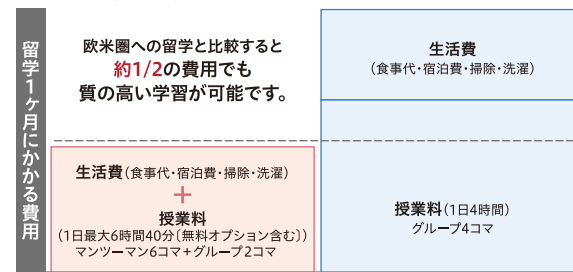 留学1ヶ月にかかる費用
欧米圏への留学と比較すると
約1/2の費用でも
質の高い学習が可能です。
生活費
（食事代・宿泊費・掃除・洗濯）
生活費（食事代・宿泊費・掃除・洗濯）
＋
授業料
（1日最大6時間40分〔無料オプション含む〕）
マンツーマン6コマ＋グループ2コマ
授業料（1日4時間）
グループ4コマ